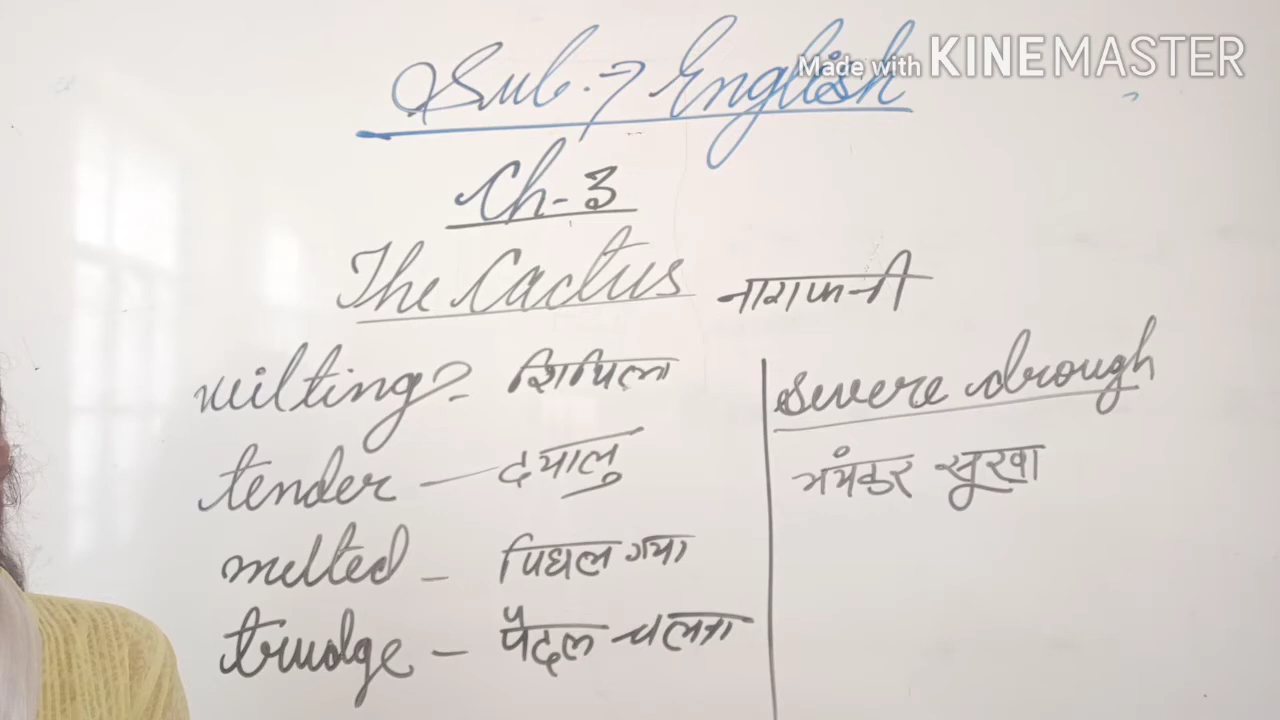 Sub. → English
Made with KINEMASTER
Ch-3
The Cactus नागफनी
wilting? - शिथिल
tender — दयालु
melted - पिघल गया
trudge - पैदल चलना
severe drough
भयंकर सूखा